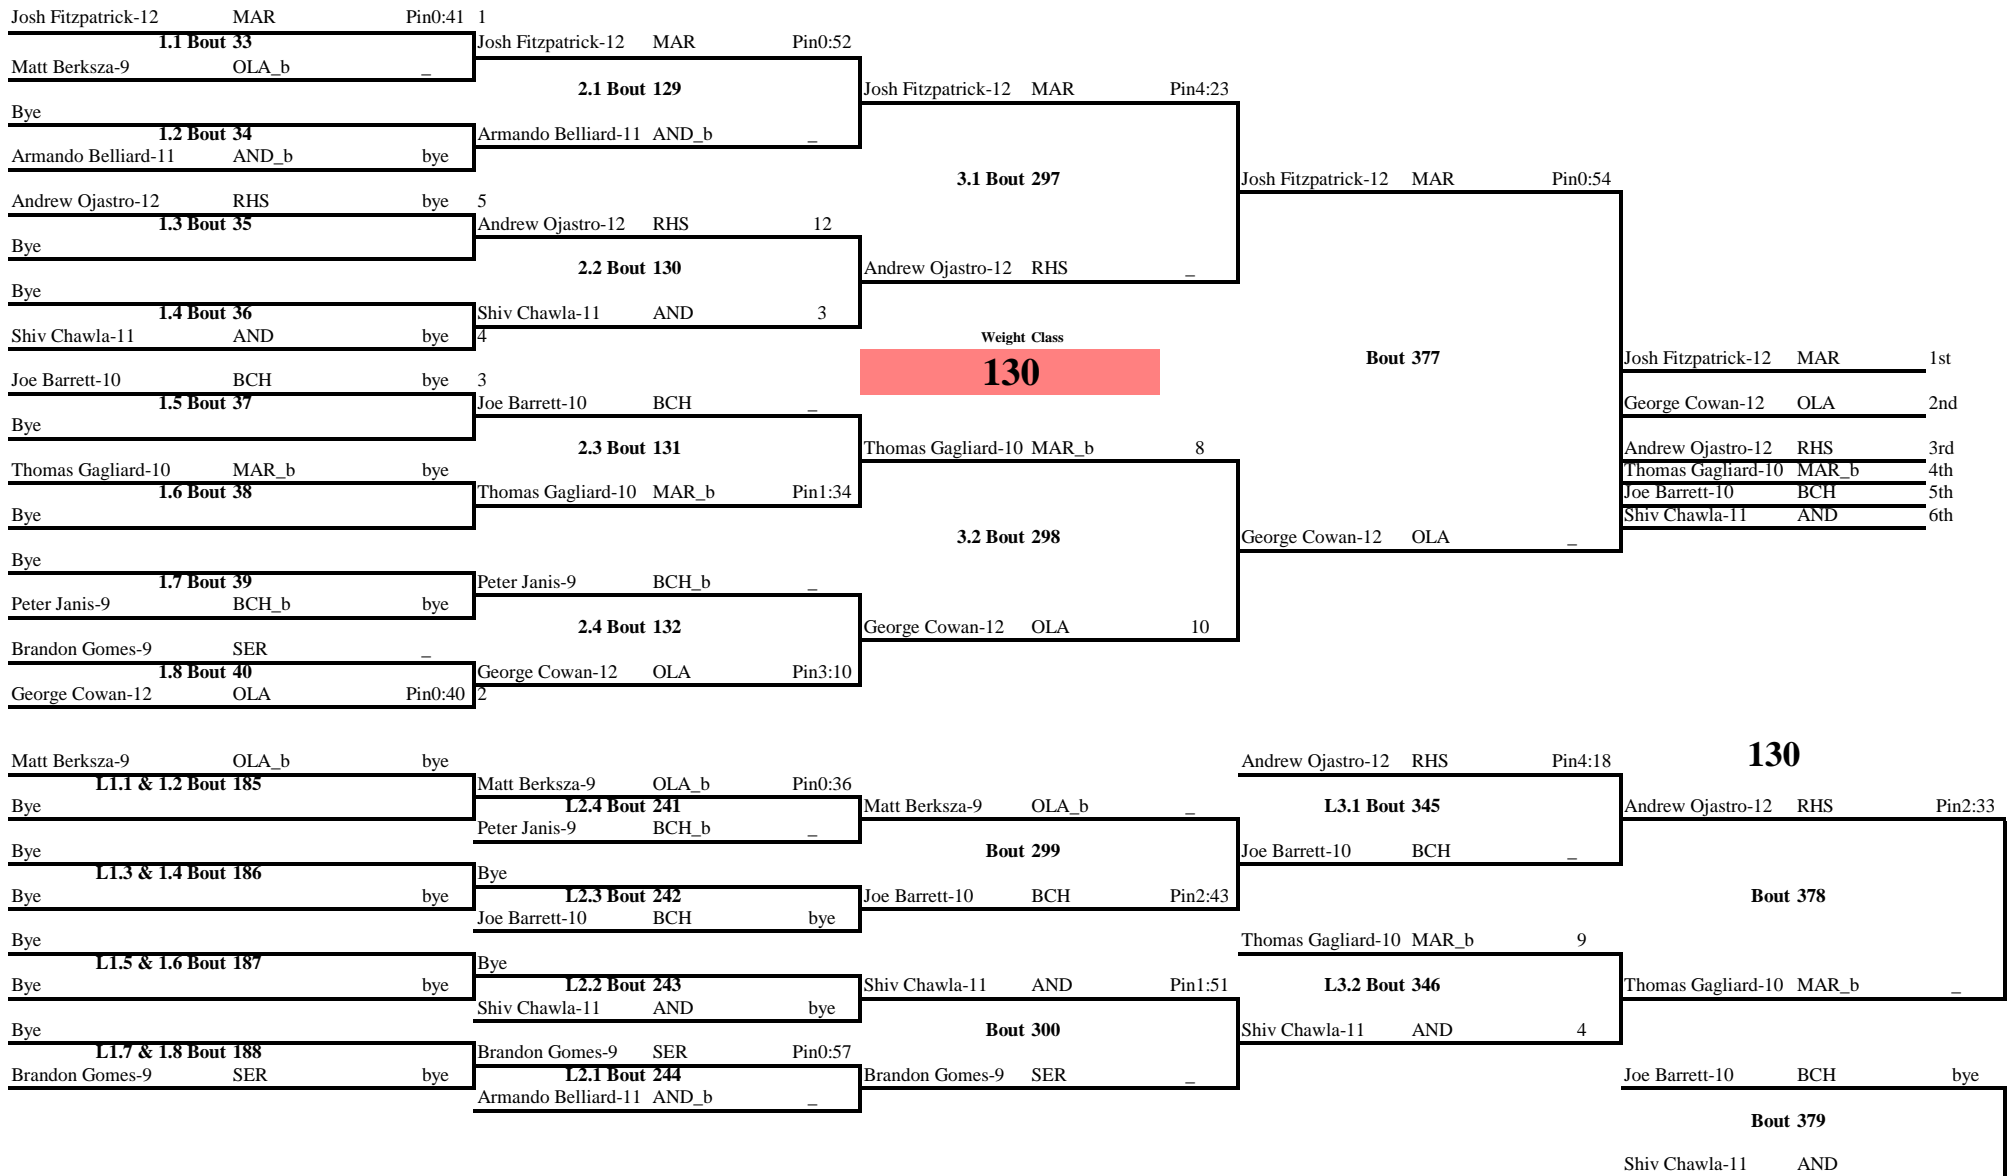 Josh Fitzpatrick-12 MAR Pin0:41 1
1.1 Bout 33
Matt Berksza-9 OLA_b _
Bye
1.2 Bout 34
Armando Belliard-11 AND_b bye
Andrew Ojastro-12 RHS bye 5
1.3 Bout 35
Bye
Bye
1.4 Bout 36
Shiv Chawla-11 AND bye 4
Joe Barrett-10 BCH bye 3
1.5 Bout 37
Bye
Thomas Gagliard-10 MAR_b bye
1.6 Bout 38
Bye
Bye
1.7 Bout 39
Peter Janis-9 BCH_b bye
Brandon Gomes-9 SER _
1.8 Bout 40
George Cowan-12 OLA Pin0:40 2
Josh Fitzpatrick-12 MAR Pin0:52
2.1 Bout 129
Armando Belliard-11 AND_b _
Andrew Ojastro-12 RHS 12
2.2 Bout 130
Shiv Chawla-11 AND 3
Joe Barrett-10 BCH _
2.3 Bout 131
Thomas Gagliard-10 MAR_b Pin1:34
Peter Janis-9 BCH_b _
2.4 Bout 132
George Cowan-12 OLA Pin3:10
Josh Fitzpatrick-12 MAR Pin4:23
3.1 Bout 297
Andrew Ojastro-12 RHS _
Weight Class
130
Thomas Gagliard-10 MAR_b 8
3.2 Bout 298
George Cowan-12 OLA 10
Josh Fitzpatrick-12 MAR Pin0:54
Bout 377
George Cowan-12 OLA _
Josh Fitzpatrick-12 MAR 1st
George Cowan-12 OLA 2nd
Andrew Ojastro-12 RHS 3rd
Thomas Gagliard-10 MAR_b 4th
Joe Barrett-10 BCH 5th
Shiv Chawla-11 AND 6th
Matt Berksza-9 OLA_b bye
L1.1 & 1.2 Bout 185
Bye
Bye
L1.3 & 1.4 Bout 186
Bye bye
Bye
L1.5 & 1.6 Bout 187
Bye bye
Bye
L1.7 & 1.8 Bout 188
Brandon Gomes-9 SER bye
Matt Berksza-9 OLA_b Pin0:36
L2.4 Bout 241
Peter Janis-9 BCH_b _
Bye
L2.3 Bout 242
Joe Barrett-10 BCH bye
Bye
L2.2 Bout 243
Shiv Chawla-11 AND bye
Brandon Gomes-9 SER Pin0:57
L2.1 Bout 244
Armando Belliard-11 AND_b _
Matt Berksza-9 OLA_b _
Bout 299
Joe Barrett-10 BCH Pin2:43
Shiv Chawla-11 AND Pin1:51
Bout 300
Brandon Gomes-9 SER _
Andrew Ojastro-12 RHS Pin4:18
L3.1 Bout 345
Joe Barrett-10 BCH _
Thomas Gagliard-10 MAR_b 9
L3.2 Bout 346
Shiv Chawla-11 AND 4
130
Andrew Ojastro-12 RHS Pin2:33
Bout 378
Thomas Gagliard-10 MAR_b _
Joe Barrett-10 BCH bye
Bout 379
Shiv Chawla-11 AND